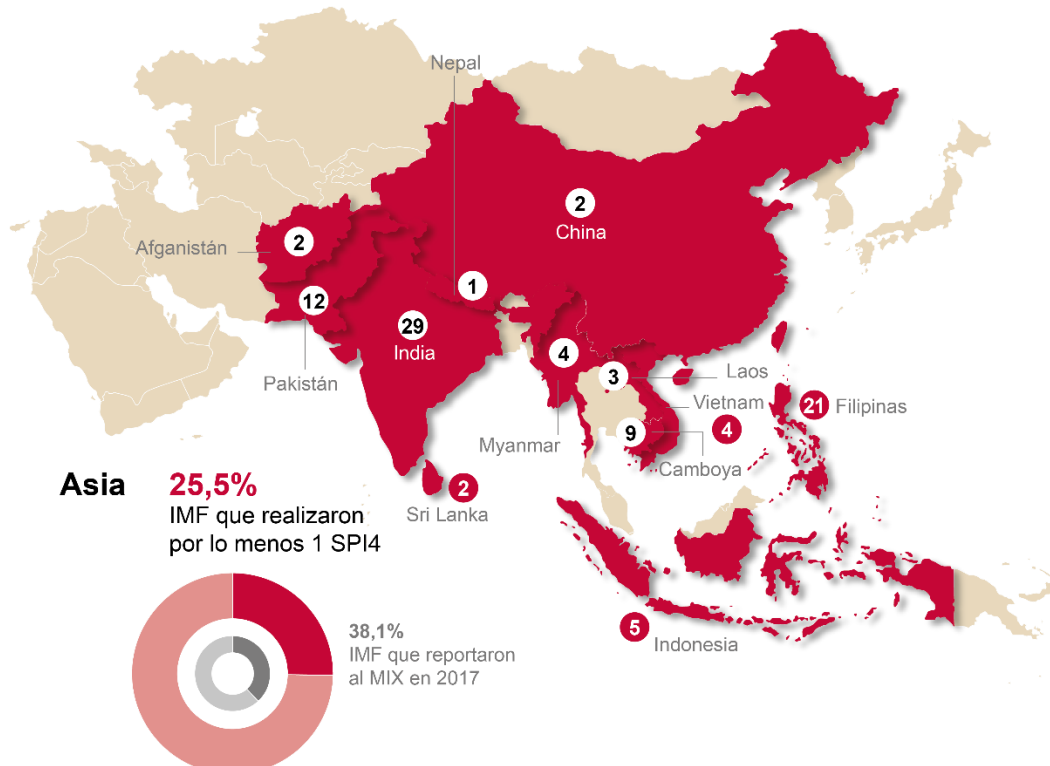 Nepal
2
China
Afganistán
2
1
12
29
India
4
Pakistán
3
Laos
Vietnam
21 Filipinas
Myanmar
9
4
Camboya
Asia
25,5%
IMF que realizaron
por lo menos 1 SPI4
2
Sri Lanka
5
Indonesia
38,1%
IMF que reportaron
al MIX en 2017